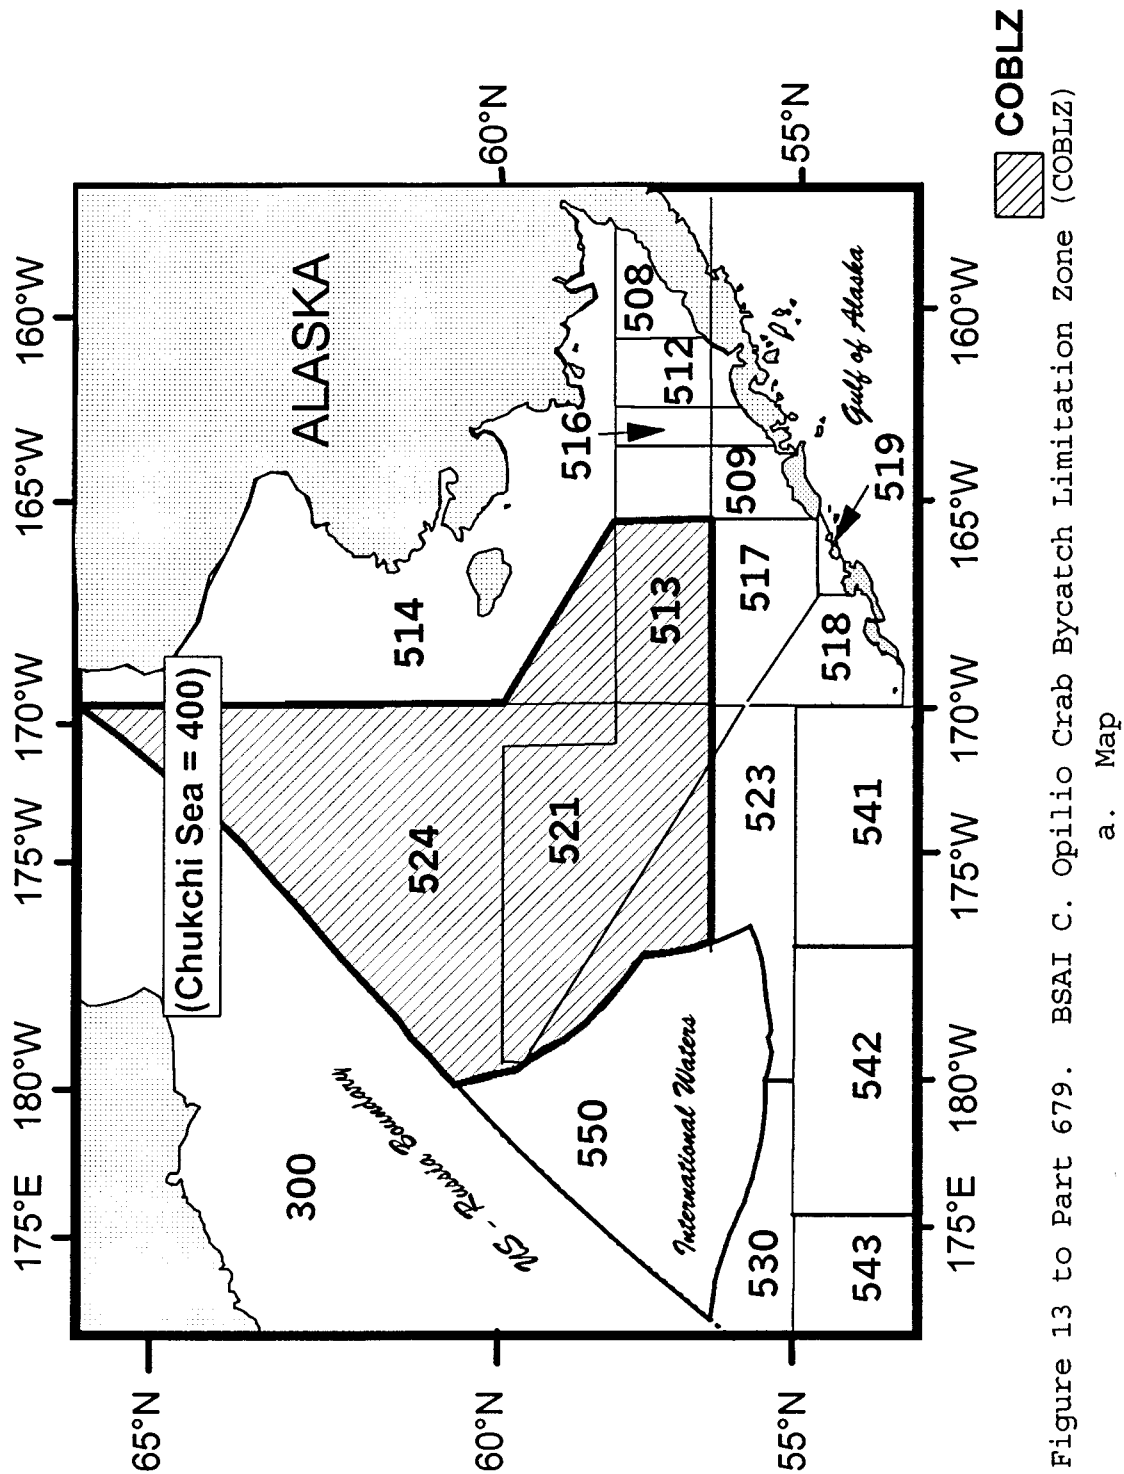 175°E
180°W
175°W
170°W
165°W
160°W
65°N
60°N
60°N
55°N
55°N
(Chukchi Sea = 400)
ALASKA
300
US - Russia Boundary
524
514
516
508
512
550
521
513
509
International Waters
530
523
517
519
Gulf of Alaska
518
543
542
541
175°E
180°W
175°W
170°W
165°W
160°W
COBLZ
Figure 13 to Part 679. BSAI C. Opilio Crab Bycatch Limitation Zone (COBLZ)
a. Map